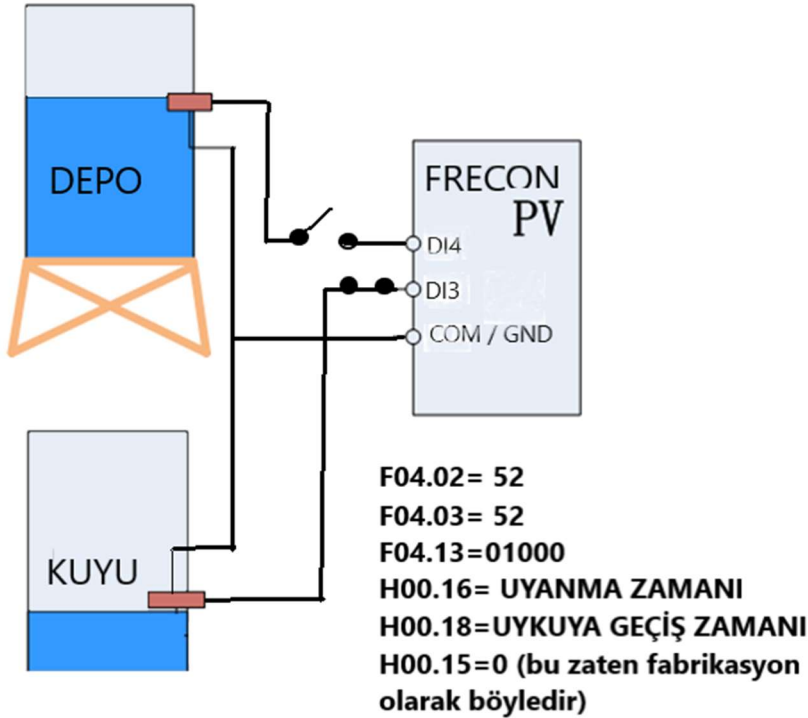 DEPO
FRECON
PV
DI4
DI3
COM / GND
KUYU
F04.02= 52
F04.03= 52
F04.13=01000
H00.16= UYANMA ZAMANI
H00.18=UYKUYA GEÇİŞ ZAMANI
H00.15=0 (bu zaten fabrikasyon
olarak böyledir)